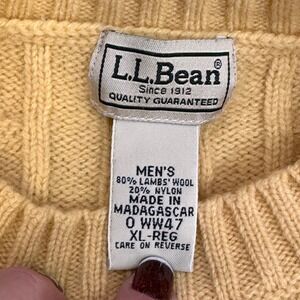 L.L.Bean®
Since 1912
QUALITY GUARANTEED
MEN'S
80% LAMBS' WOOL
20% NYLON
MADE IN
MADAGASCAR
0 WW47
XL-REG
CARE ON REVERSE